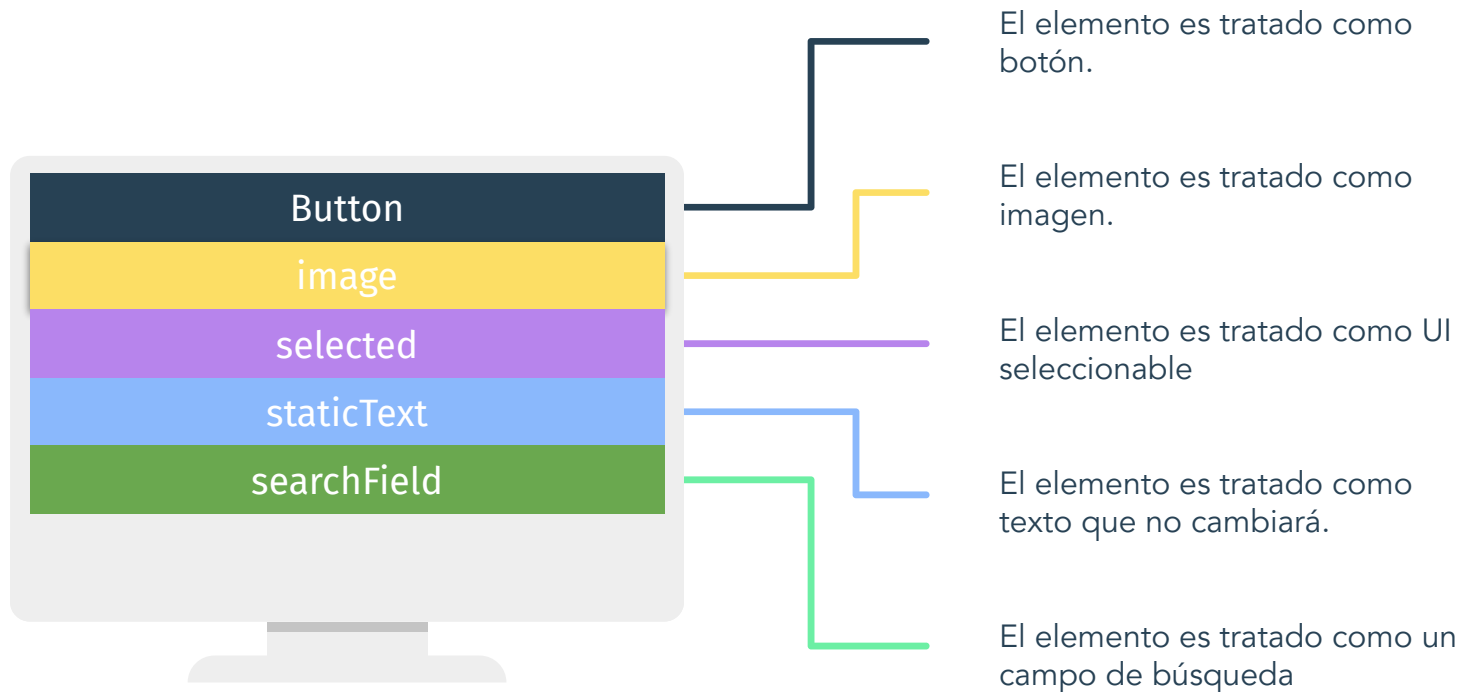 El elemento es tratado como
botón.
Button
El elemento es tratado como
imagen.
image
El elemento es tratado como UI
seleccionable
selected
El elemento es tratado como
texto que no cambiará.
staticText
El elemento es tratado como un
campo de búsqueda
searchField